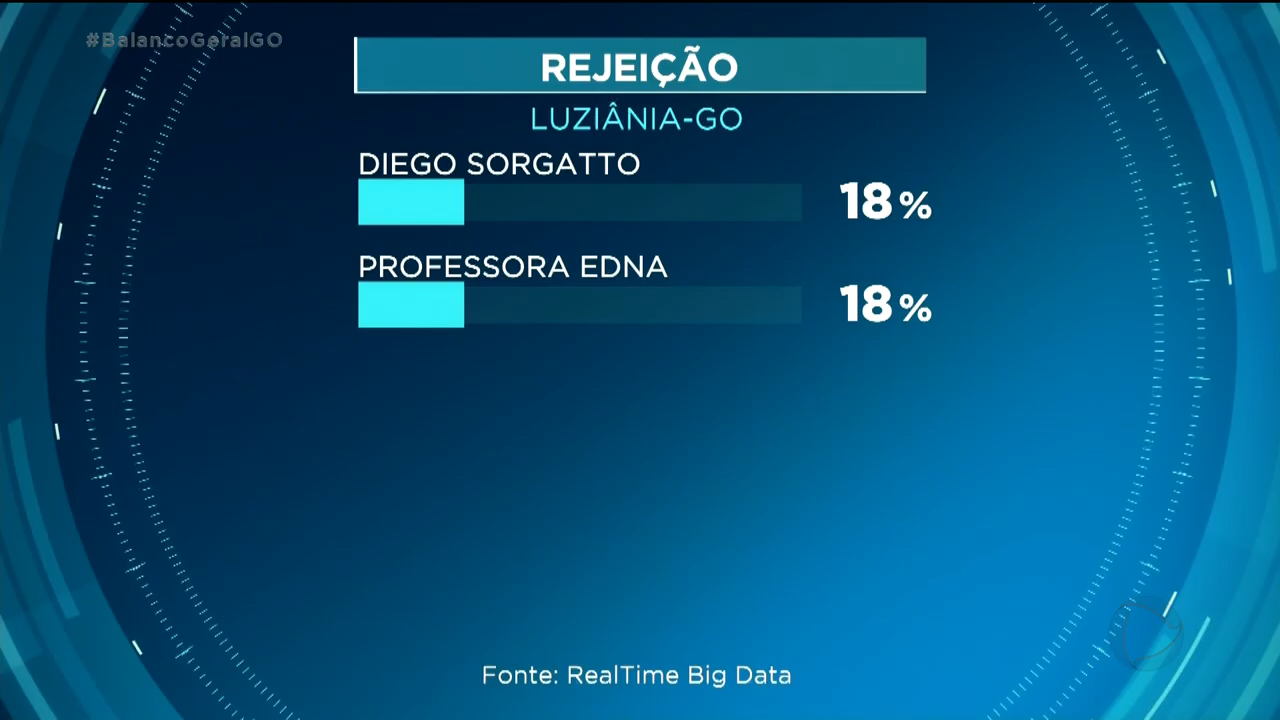 #BalancoGeralGO
REJEIÇÃO
LUZIÂNIA-GO
DIEGO SORGATTO
18%
PROFESSORA EDNA
18%
Fonte: RealTime Big Data